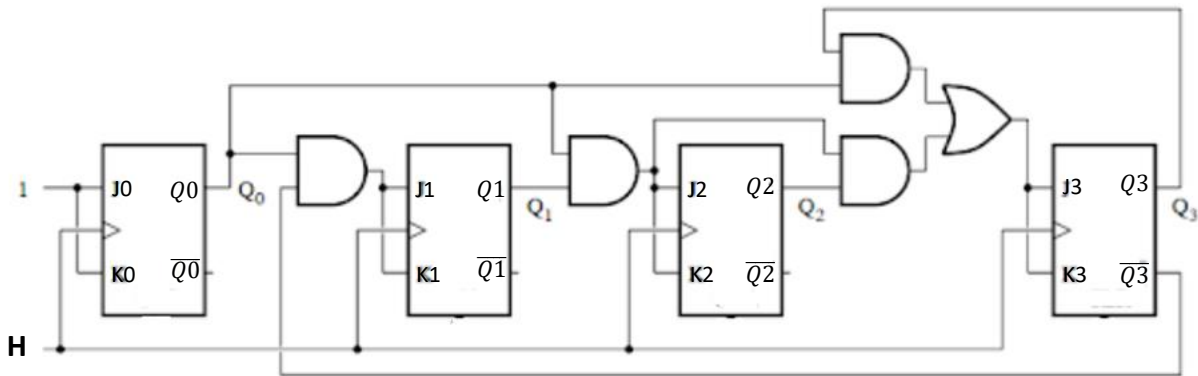 1
J0
Q0
K0
Q̅0̅
Q₀
J1
Q1
K1
Q̅1̅
Q₁
J2
Q2
K2
Q̅2̅
Q₂
J3
Q3
K3
Q̅3̅
Q₃
H